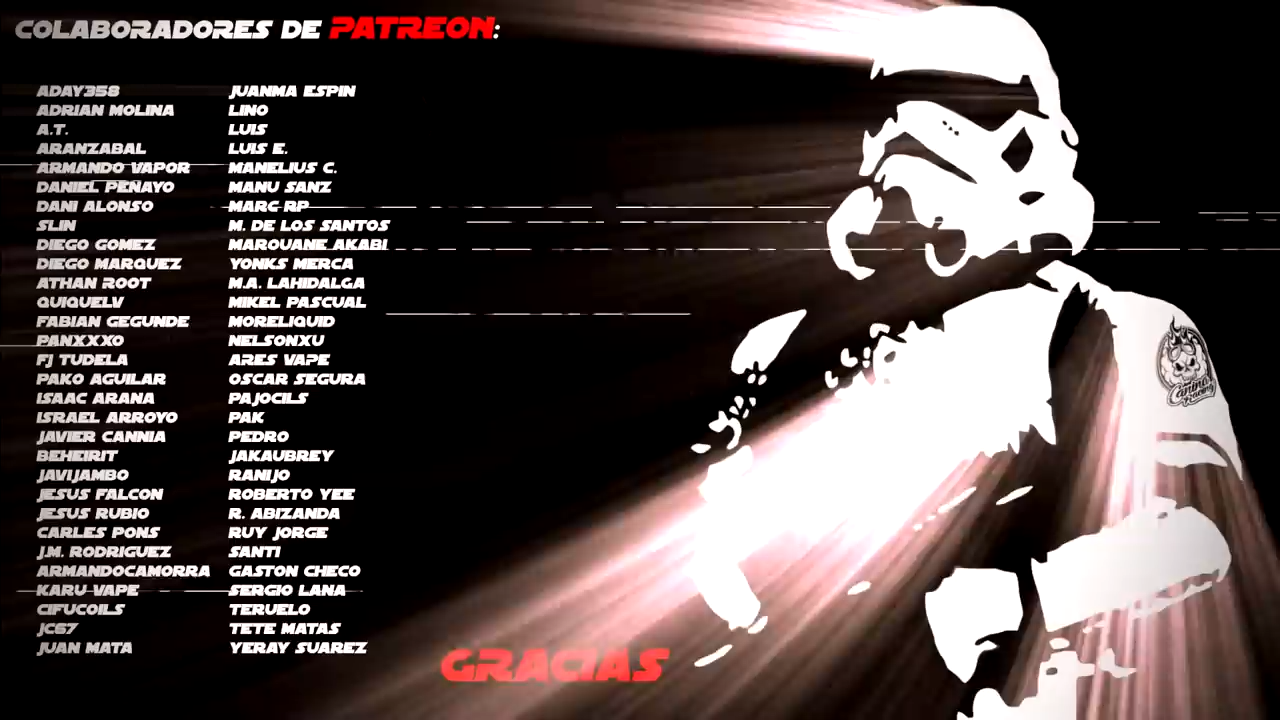 COLABORADORES DE PATREON:
ADAY358
ADRIAN MOLINA
A.T.
ARANZABAL
ARMANDO VAPOR
DANIEL PEÑAYO
DANI ALONSO
SLIN
DIEGO GOMEZ
DIEGO MARQUEZ
ATHAN ROOT
QUIQUELV
FABIAN GEGUNDE
PANXXXO
FJ TUDELA
PAKO AGUILAR
ISAAC ARANA
ISRAEL ARROYO
JAVIER CANNIA
BEHEIRIT
JAVIJAMBO
JESUS FALCON
JESUS RUBIO
CARLES PONS
J.M. RODRIGUEZ
ARMANDOCAMORRA
KARU VAPE
CIFUCOILS
JC67
JUAN MATA
JUANMA ESPIN
LINO
LUIS
LUIS E.
MANELIUS C.
MANU SANZ
MARC RP
M. DE LOS SANTOS
MAROUANE AKABI
YONKS MERCA
M.A. LAHIDALGA
MIKEL PASCUAL
MORELIQUID
NELSONXU
ARES VAPE
OSCAR SEGURA
PAJOCILS
PAK
PEDRO
JAKAUBREY
RANIJO
ROBERTO YEE
R. ABIZANDA
RUY JORGE
SANTI
GASTON CHECO
SERGIO LANA
TERUELO
TETE MATAS
YERAY SUAREZ
GRACIAS
Canino
Racing